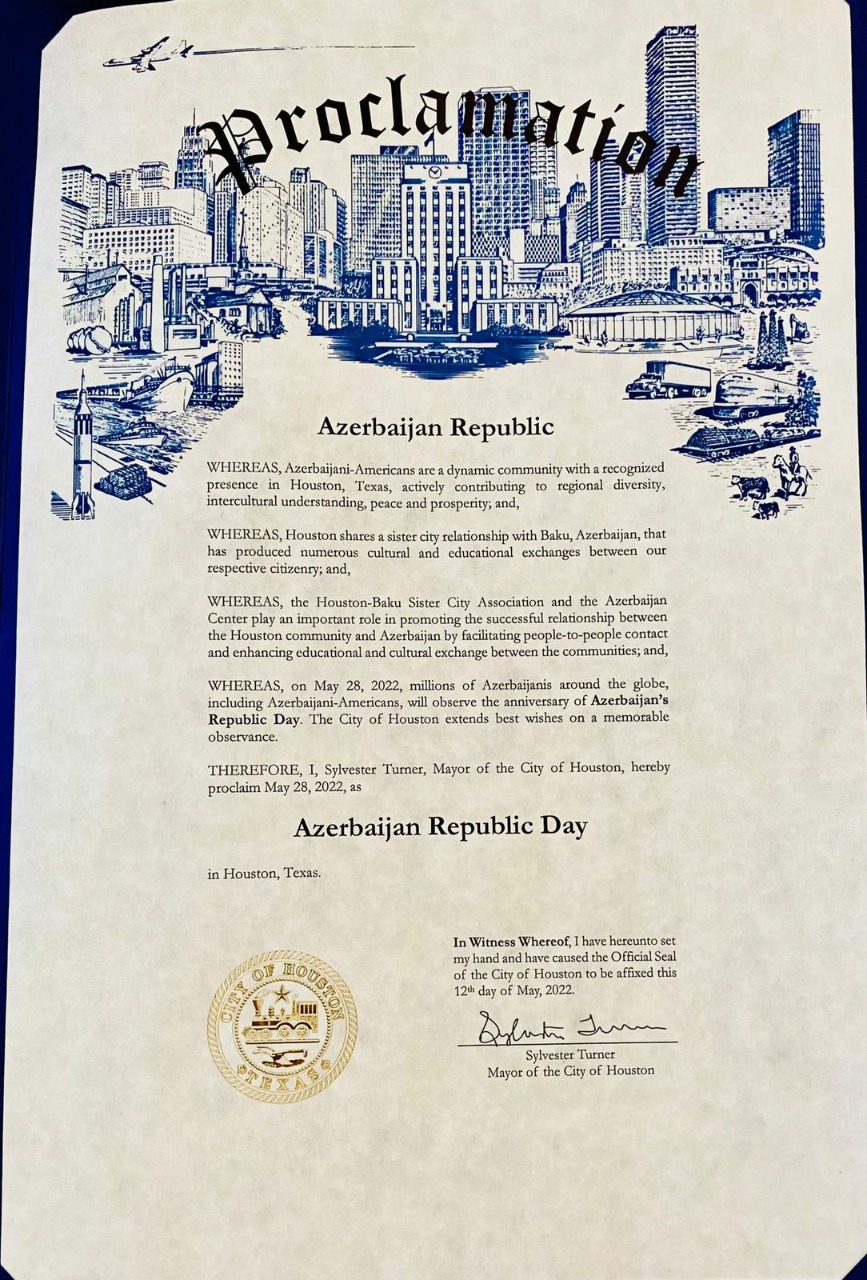 Proclamation
Azerbaijan Republic
WHEREAS, Azerbaijani-Americans are a dynamic community with a recognized
presence in Houston, Texas, actively contributing to regional diversity,
intercultural understanding, peace and prosperity; and,
WHEREAS, Houston shares a sister city relationship with Baku, Azerbaijan, that
has produced numerous cultural and educational exchanges between our
respective citizenry; and,
WHEREAS, the Houston-Baku Sister City Association and the Azerbaijan
Center play an important role in promoting the successful relationship between
the Houston community and Azerbaijan by facilitating people-to-people contact
and enhancing educational and cultural exchange between the communities; and,
WHEREAS, on May 28, 2022, millions of Azerbaijanis around the globe,
including Azerbaijani-Americans, will observe the anniversary of Azerbaijan's
Republic Day. The City of Houston extends best wishes on a memorable
observance.
THEREFORE, I, Sylvester Turner, Mayor of the City of Houston, hereby
proclaim May 28, 2022, as
Azerbaijan Republic Day
in Houston, Texas.
In Witness Whereof, I have hereunto set
my hand and have caused the Official Seal
of the City of Houston to be affixed this
12th day of May, 2022.
Sylvester Turner
Sylvester Turner
Mayor of the City of Houston
CITY OF HOUSTON
TEXAS